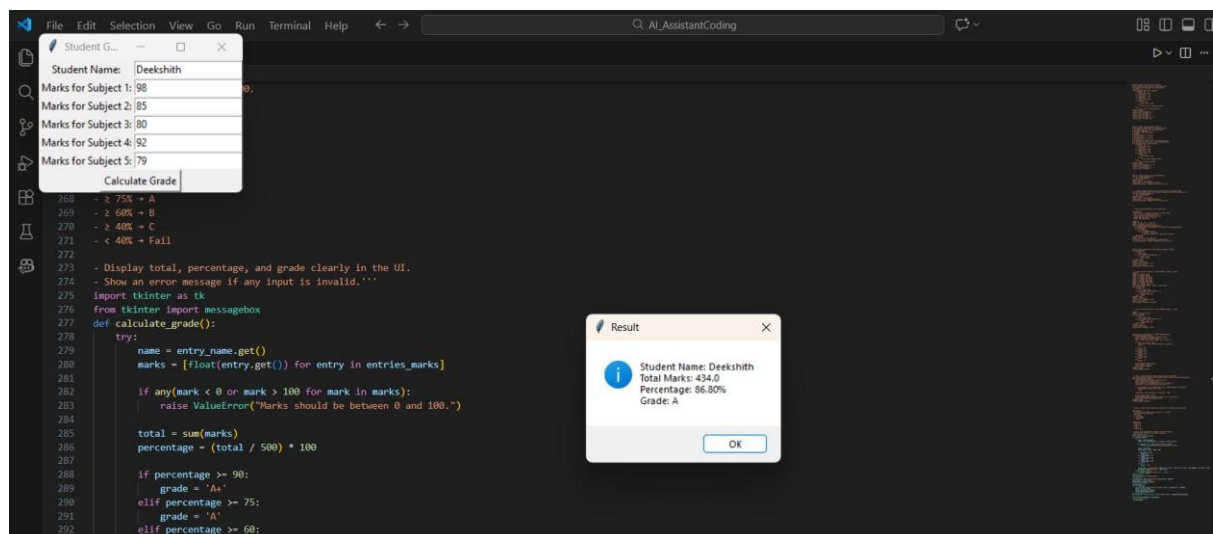 File Edit Selection View Go Run Terminal Help
AI_AssistantCoding
Student G...
Student Name: Deekshith
Marks for Subject 1: 98
Marks for Subject 2: 85
Marks for Subject 3: 80
Marks for Subject 4: 92
Marks for Subject 5: 79
Calculate Grade
268 - ≥ 75% → A
269 - ≥ 60% → B
270 - ≥ 40% → C
271 - < 40% → Fail
272
273 - Display total, percentage, and grade clearly in the UI.
274 - Show an error message if any input is invalid.'''
275 import tkinter as tk
276 from tkinter import messagebox
277 def calculate_grade():
278 try:
279 name = entry_name.get()
280 marks = [float(entry.get()) for entry in entries_marks]
281
282 if any(mark < 0 or mark > 100 for mark in marks):
283 raise ValueError("Marks should be between 0 and 100.")
284
285 total = sum(marks)
286 percentage = (total / 500) * 100
287
288 if percentage >= 90:
289 grade = 'A+'
290 elif percentage >= 75:
291 grade = 'A'
292 elif percentage >= 60:
Result
Student Name: Deekshith
Total Marks: 434.0
Percentage: 86.80%
Grade: A
OK